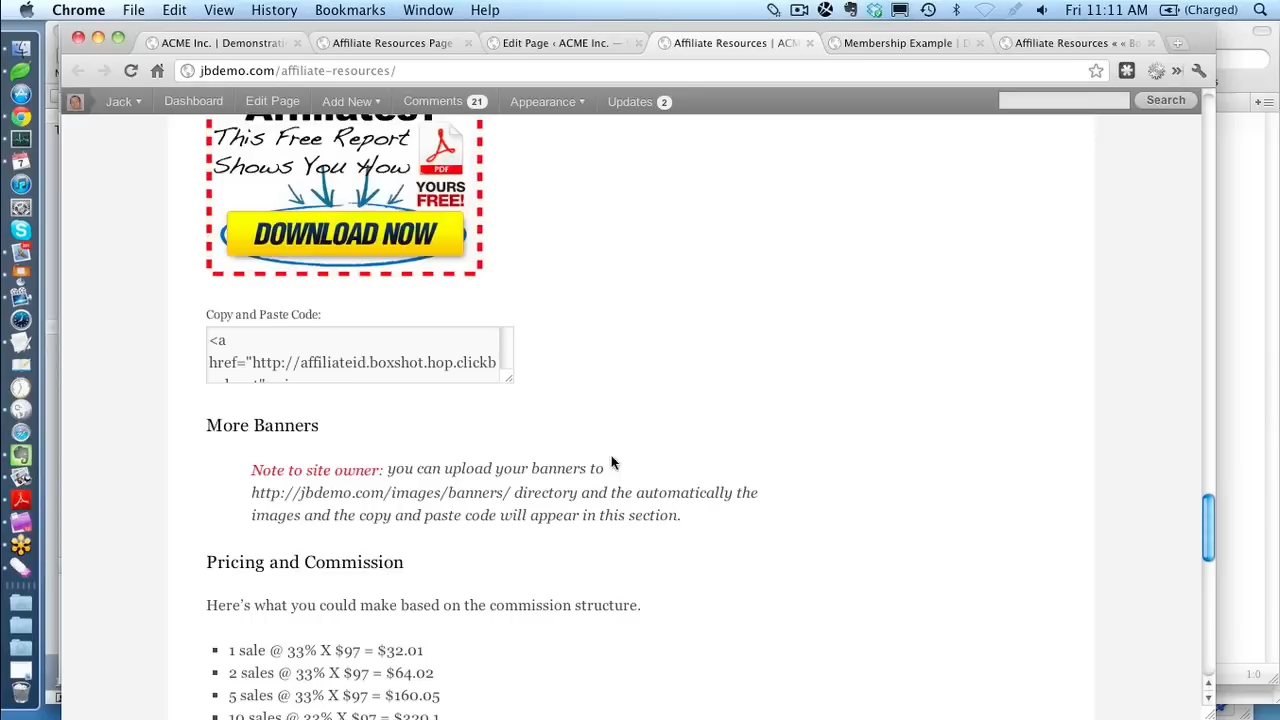 Chrome File Edit View History Bookmarks Window Help Fri 11:11 AM (Charged)
ACME Inc. | Demonstrati Affiliate Resources Pag Edit Page ‹ ACME Inc. — Affiliate Resources | ACM Membership Example | D Affiliate Resources « ‹ Bo
jbdemo.com/affiliate-resources/
Jack Dashboard Edit Page Add New Comments 21 Appearance Updates 2 Search
This Free Report
Shows You How
PDF
YOURS
FREE!
DOWNLOAD NOW
Copy and Paste Code:
<a
href="http://affiliateid.boxshot.hop.clickb
More Banners
Note to site owner: you can upload your banners to
http://jbdemo.com/images/banners/ directory and the automatically the
images and the copy and paste code will appear in this section.
Pricing and Commission
Here's what you could make based on the commission structure.
1 sale @ 33% X $97 = $32.01
2 sales @ 33% X $97 = $64.02
5 sales @ 33% X $97 = $160.05
1:0